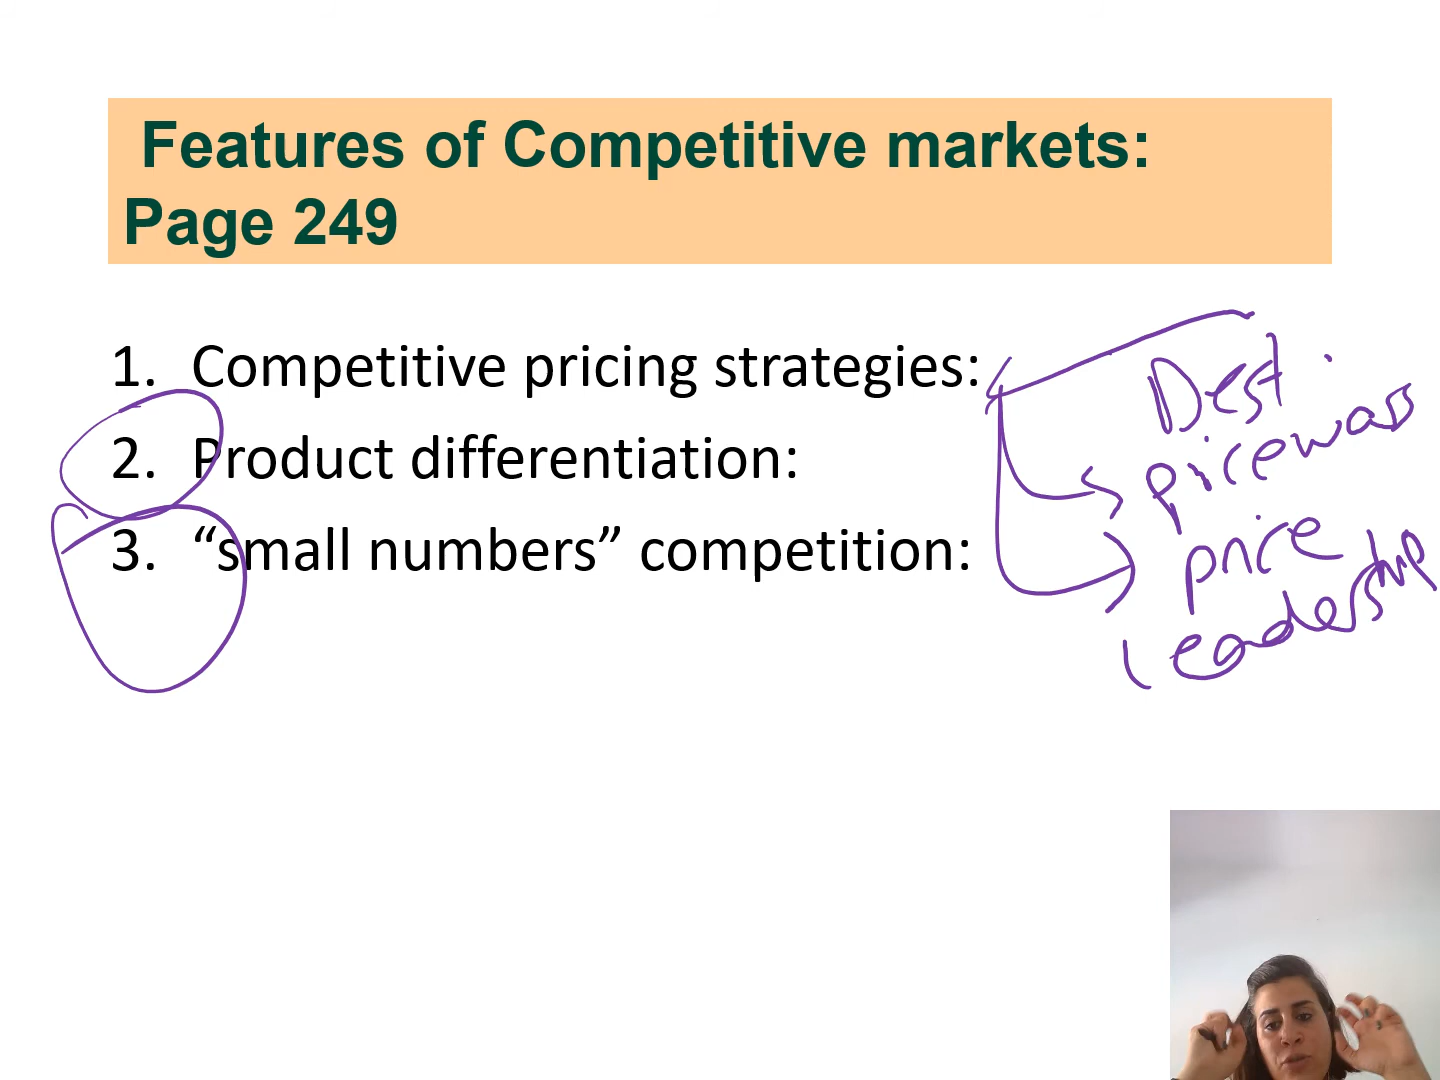 Features of Competitive markets:
Page 249
1. Competitive pricing strategies:
2. Product differentiation:
3. “small numbers” competition:
Dest.
price
leadership